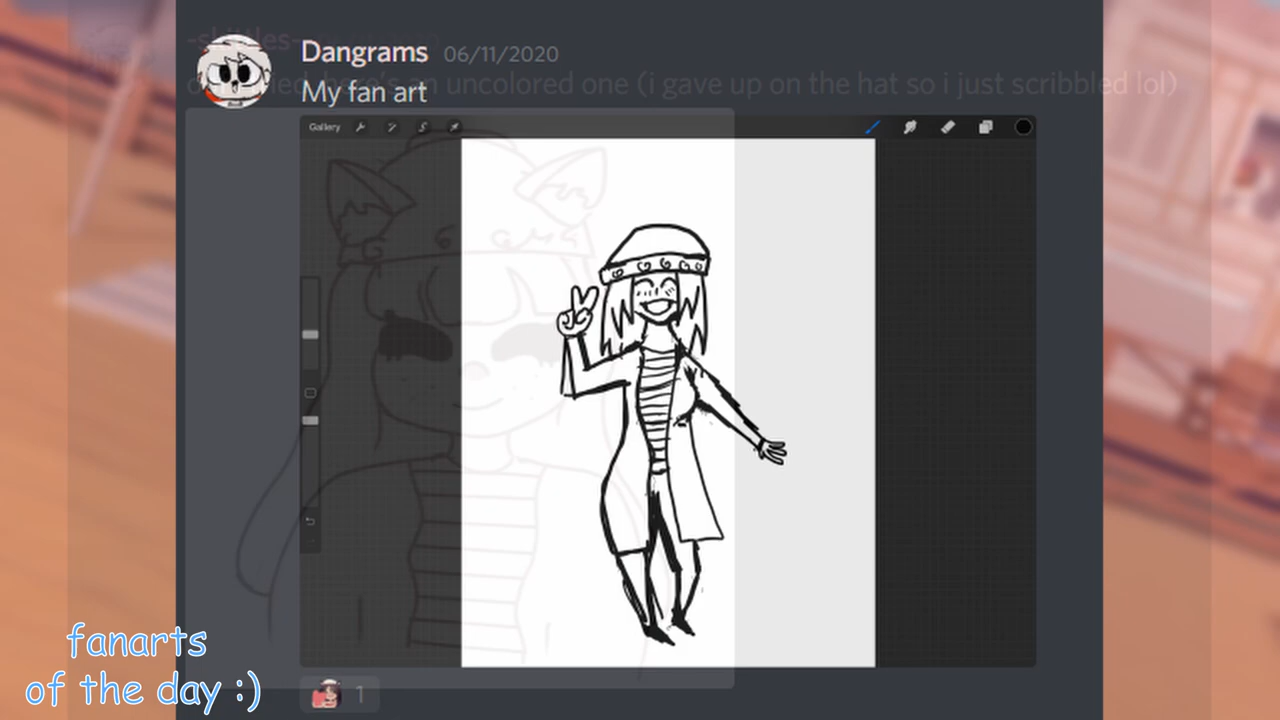 Dangrams 06/11/2020
an uncolored one (i gave up on the hat so i just scribbled lol)
My fan art
Gallery
1
fanarts
of the day :)